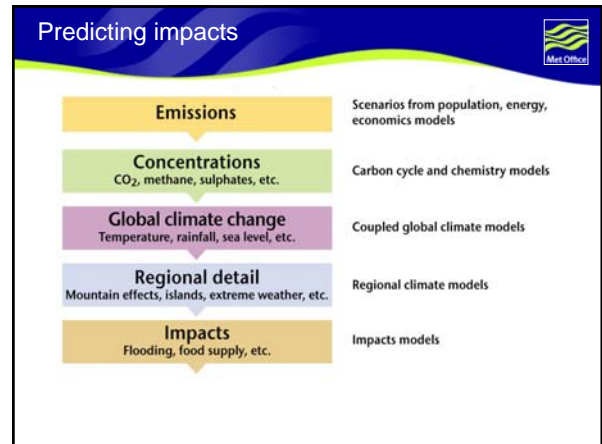 Predicting impacts
Met Office
Emissions
Scenarios from population, energy,
economics models
Concentrations
CO₂, methane, sulphates, etc.
Carbon cycle and chemistry models
Global climate change
Temperature, rainfall, sea level, etc.
Coupled global climate models
Regional detail
Mountain effects, islands, extreme weather, etc.
Regional climate models
Impacts
Flooding, food supply, etc.
Impacts models